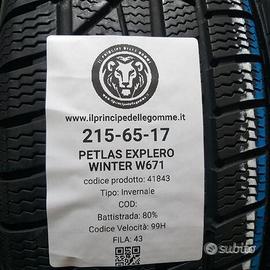 IL PRINCIPE DELLE GOMME
www.ilprincipedellegomme.it
215-65-17
PETLAS EXPLERO
WINTER W671
codice prodotto: 41843
Tipo: Invernale
COD:
Battistrada: 80%
Codice Velocità: 99H
FILA: 43
subito